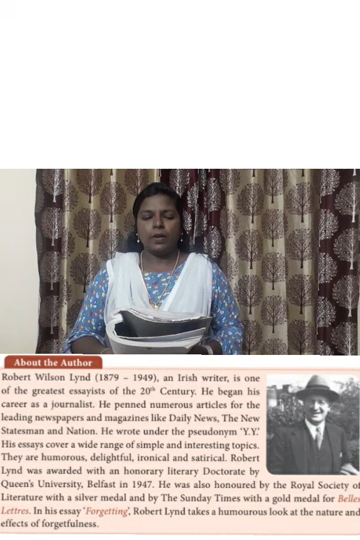 About the Author
Robert Wilson Lynd (1879 – 1949), an Irish writer, is one
of the greatest essayists of the 20th Century. He began his
career as a journalist. He penned numerous articles for the
leading newspapers and magazines like Daily News, The New
Statesman and Nation. He wrote under the pseudonym 'Y.Y.'
His essays cover a wide range of simple and interesting topics.
They are humorous, delightful, ironical and satirical. Robert
Lynd was awarded with an honorary literary Doctorate by
Queen's University, Belfast in 1947. He was also honoured by the Royal Society of
Literature with a silver medal and by The Sunday Times with a gold medal for Belles
Lettres. In his essay 'Forgetting', Robert Lynd takes a humourous look at the nature and
effects of forgetfulness.